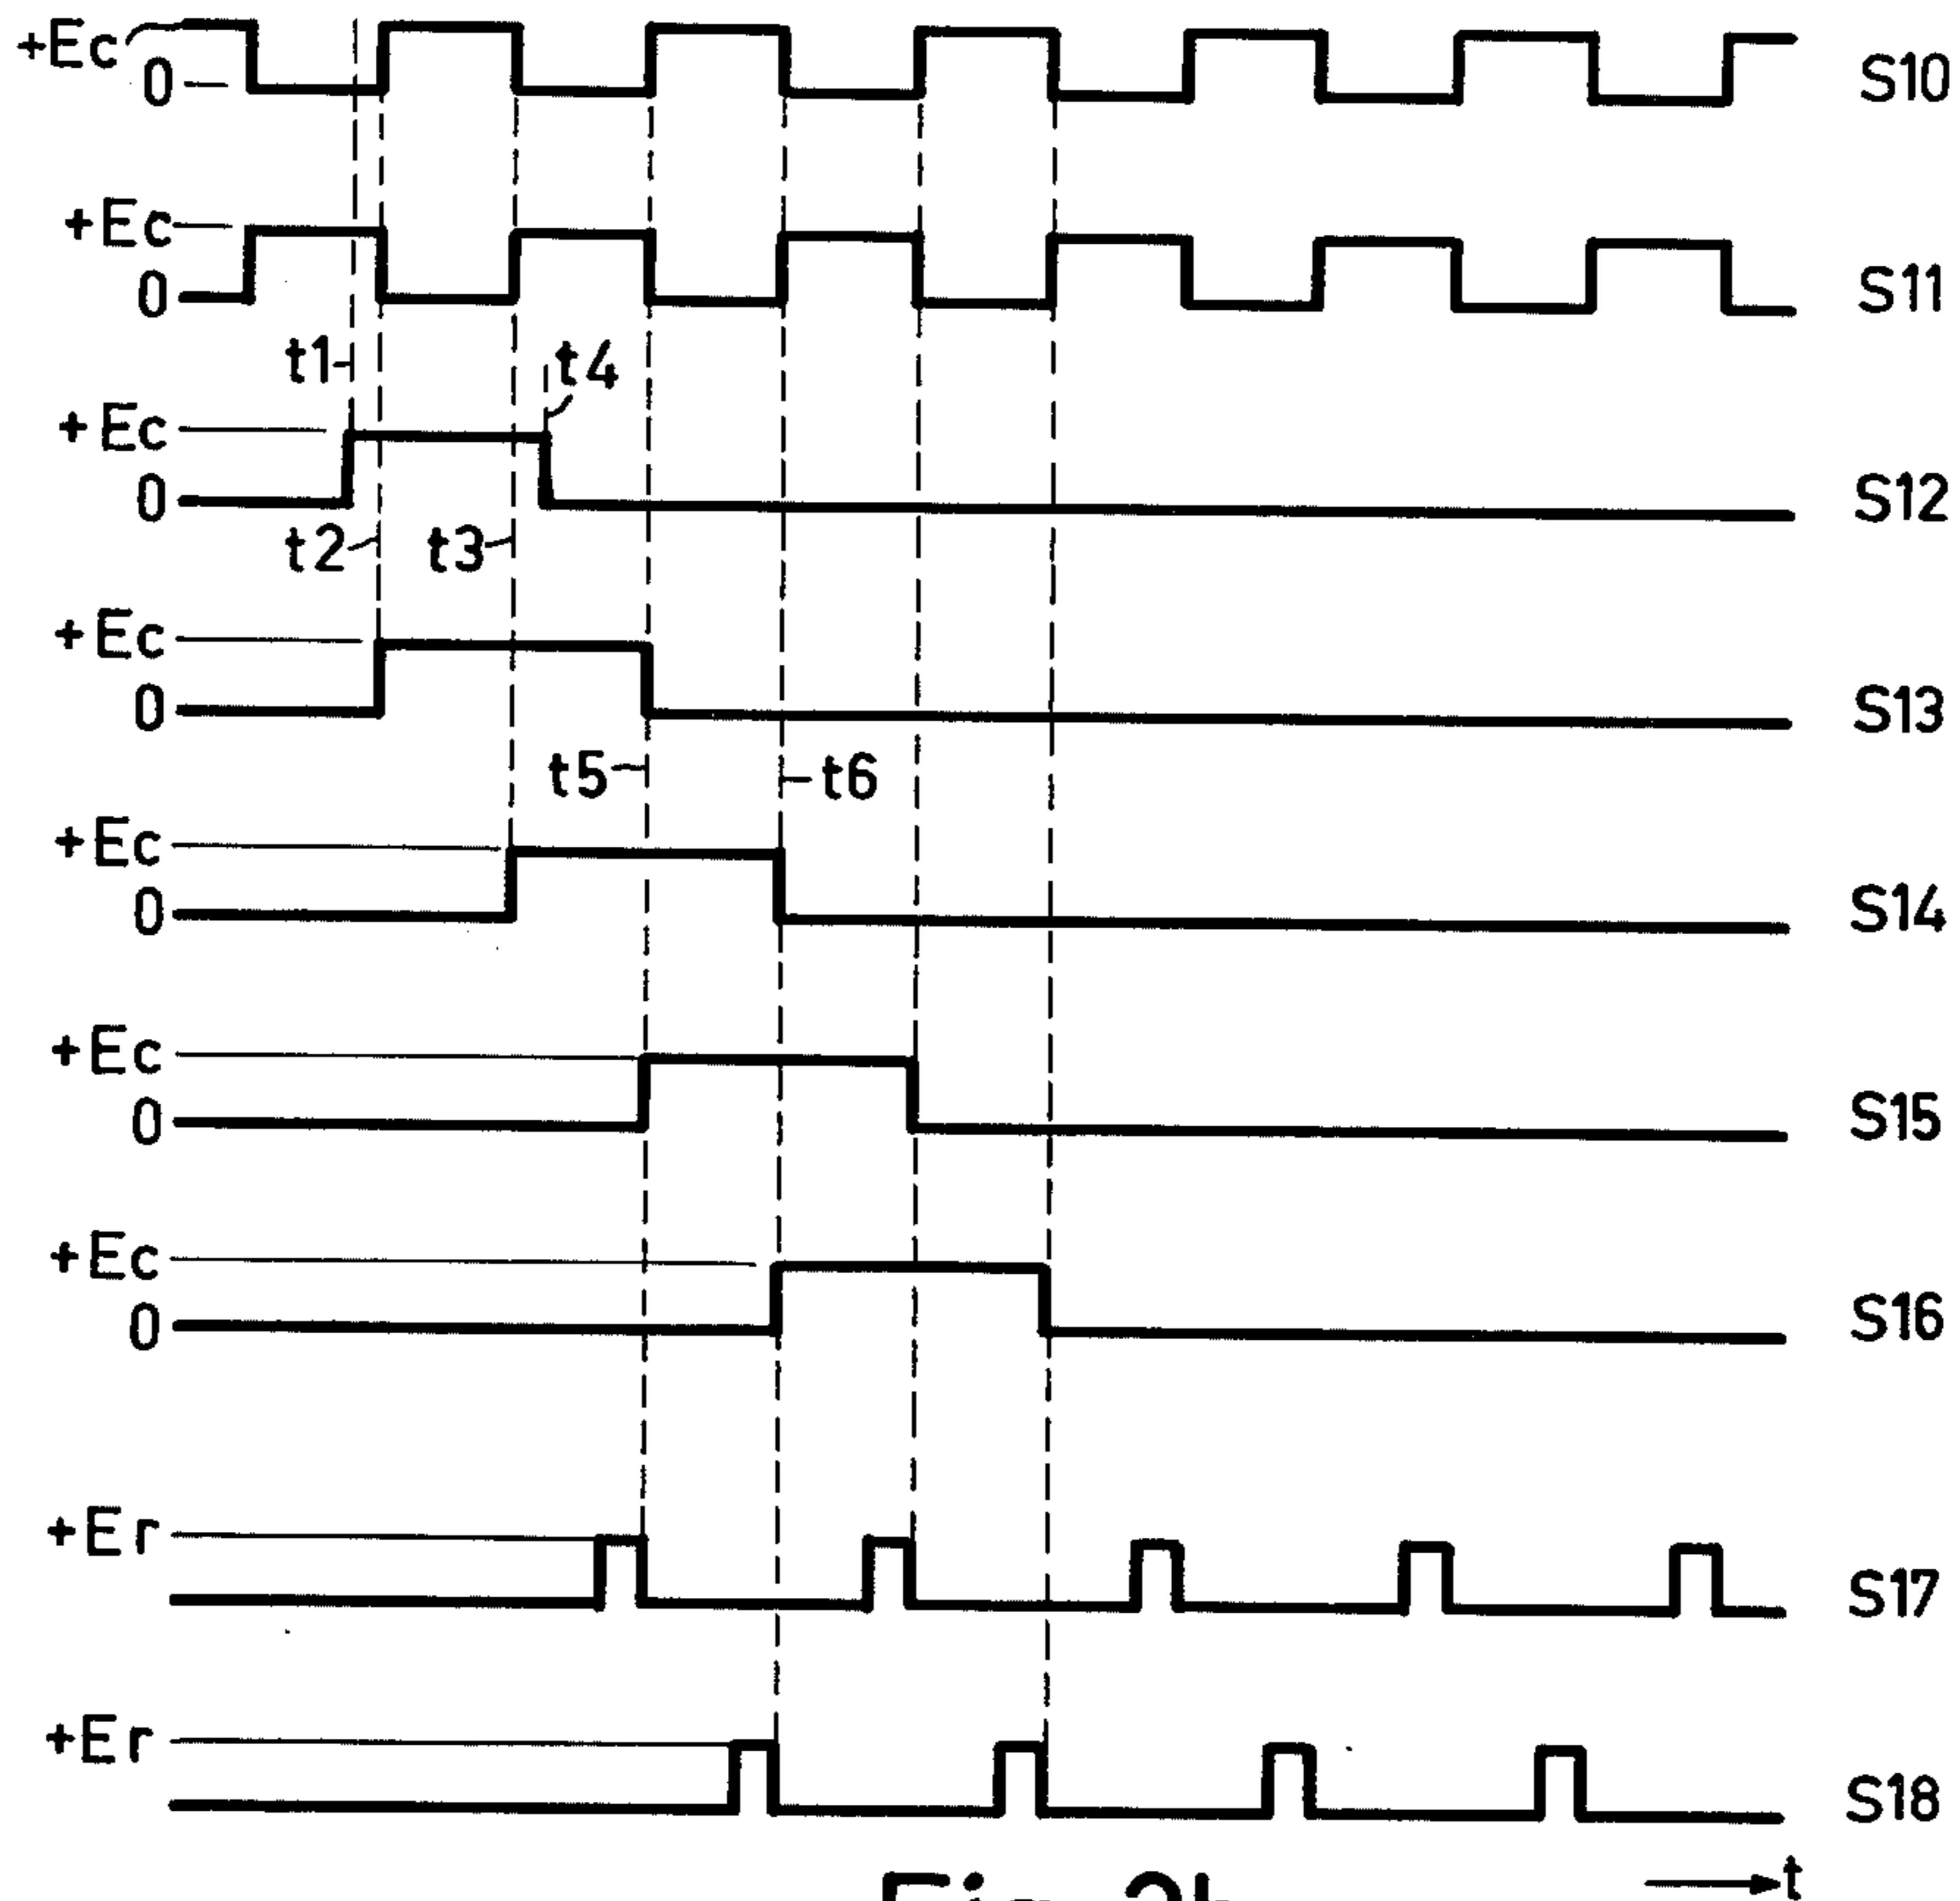 +Ec
0
S10
+Ec
0
S11
t1
t4
+Ec
0
S12
t2
t3
+Ec
0
S13
t5
t6
+Ec
0
S14
+Ec
0
S15
+Ec
0
S16
+Er
S17
+Er
S18
t